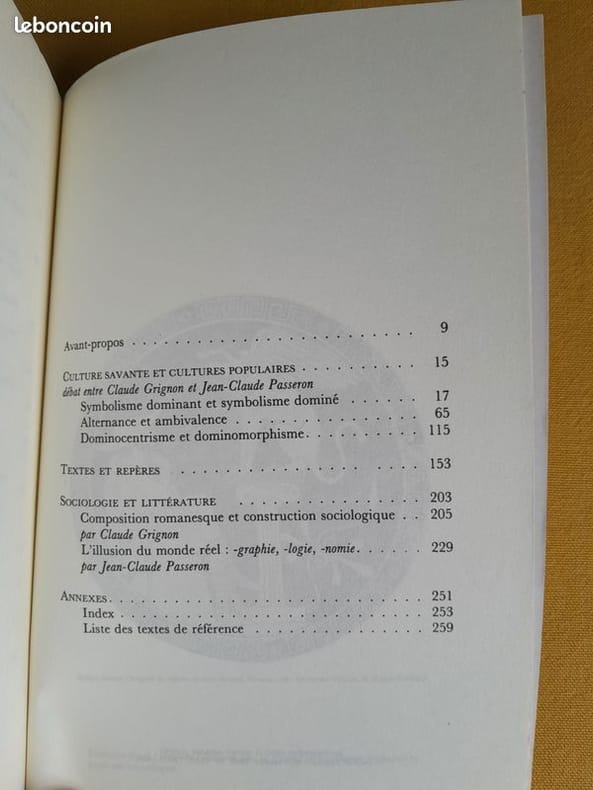 leboncoin
Avant-propos . . . . . . . . . . . . . . . . . . . . . . . . 9
CULTURE SAVANTE ET CULTURES POPULAIRES . . . . . . . . . . 15
débat entre Claude Grignon et Jean-Claude Passeron
Symbolisme dominant et symbolisme dominé . . . . . . 17
Alternance et ambivalence . . . . . . . . . . . . . . . . 65
Dominocentrisme et dominomorphisme. . . . . . . . . . 115
TEXTES ET REPÈRES . . . . . . . . . . . . . . . . . . . . 153
SOCIOLOGIE ET LITTÉRATURE . . . . . . . . . . . . . . . . 203
Composition romanesque et construction sociologique . . 205
par Claude Grignon
L'illusion du monde réel : -graphie, -logie, -nomie. . . . . . 229
par Jean-Claude Passeron
ANNEXES. . . . . . . . . . . . . . . . . . . . . . . . . . 251
Index . . . . . . . . . . . . . . . . . . . . . . . . . . 253
Liste des textes de référence . . . . . . . . . . . . . . 259